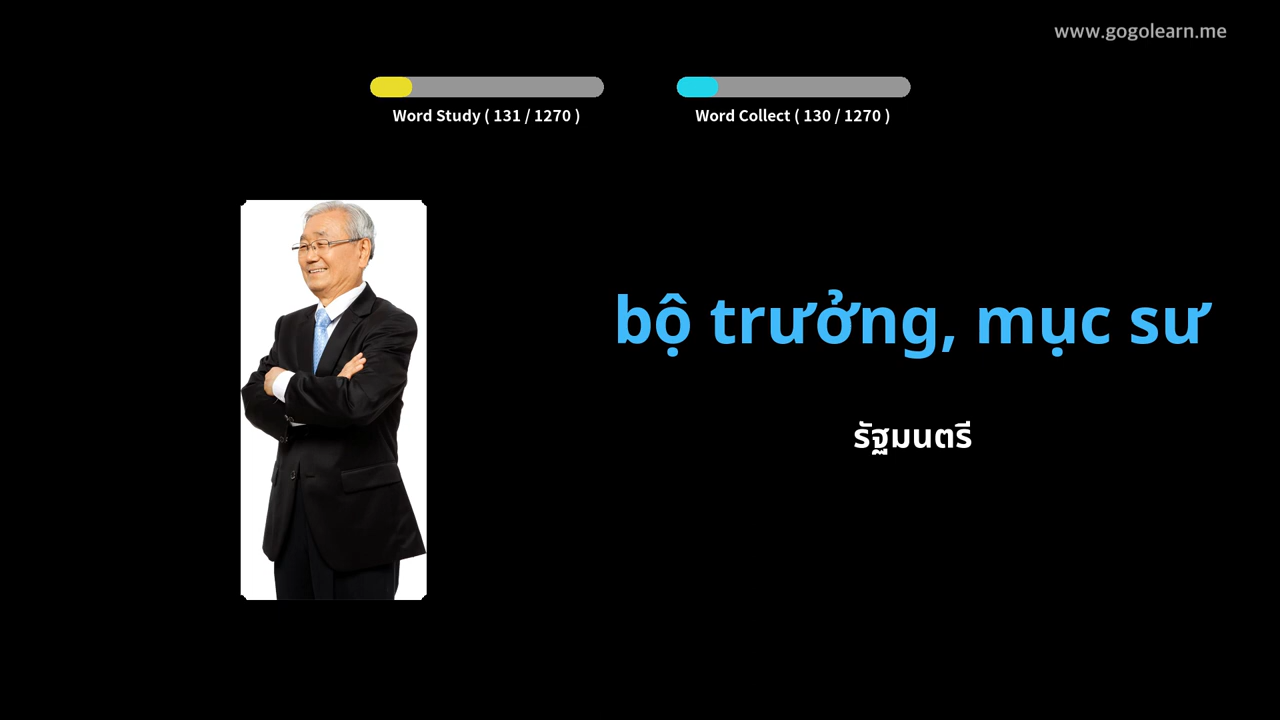 www.gogolearn.me
Word Study ( 131 / 1270 )
Word Collect ( 130 / 1270 )
bộ trưởng, mục sư
รัฐมนตรี